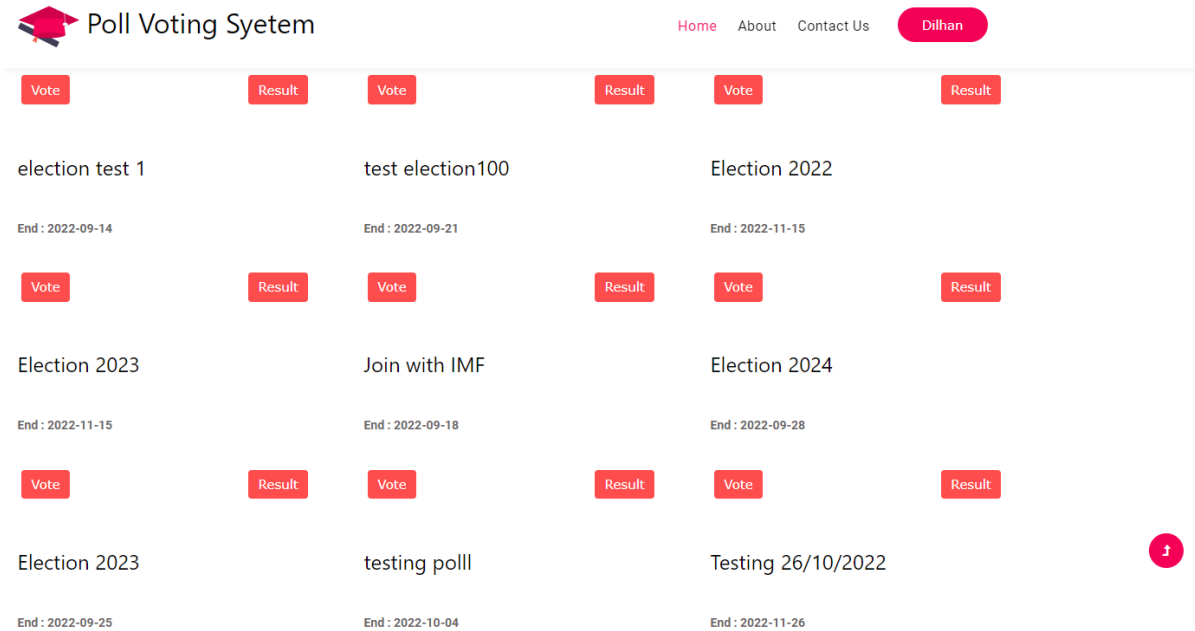 Poll Voting Syetem
Home About Contact Us Dilhan
Vote Result Vote Result Vote Result
election test 1 test election100 Election 2022
End : 2022-09-14 End : 2022-09-21 End : 2022-11-15
Vote Result Vote Result Vote Result
Election 2023 Join with IMF Election 2024
End : 2022-11-15 End : 2022-09-18 End : 2022-09-28
Vote Result Vote Result Vote Result
Election 2023 testing polll Testing 26/10/2022
End : 2022-09-25 End : 2022-10-04 End : 2022-11-26